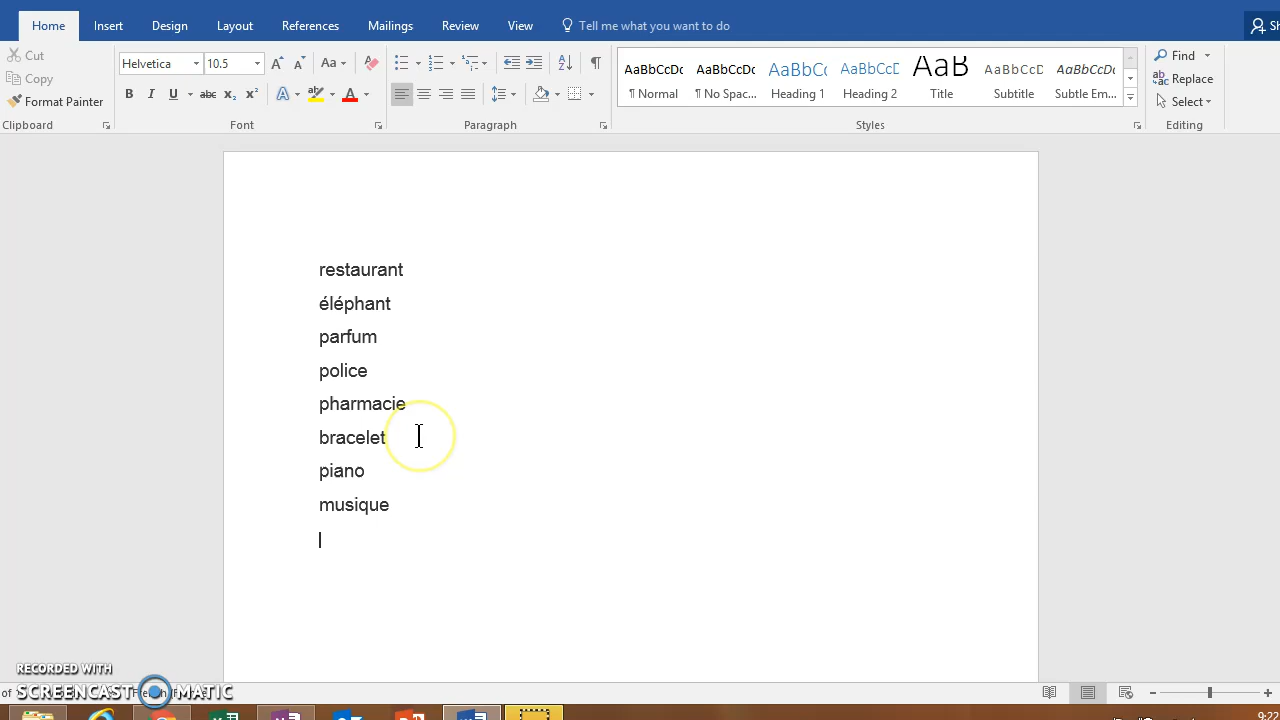 Home Insert Design Layout References Mailings Review View Tell me what you want to do
Cut
Copy
Format Painter
Clipboard
Helvetica 10.5
Font
Paragraph
AaBbCcDc AaBbCcDc AaBbC AaBbCcD AaB AaBbCcD AaBbCcD
¶ Normal ¶ No Spac... Heading 1 Heading 2 Title Subtitle Subtle Em...
Styles
Find
Replace
Select
Editing
restaurant
éléphant
parfum
police
pharmacie
bracelet
piano
musique
RECORDED WITH
SCREENCAST MATIC
9:22